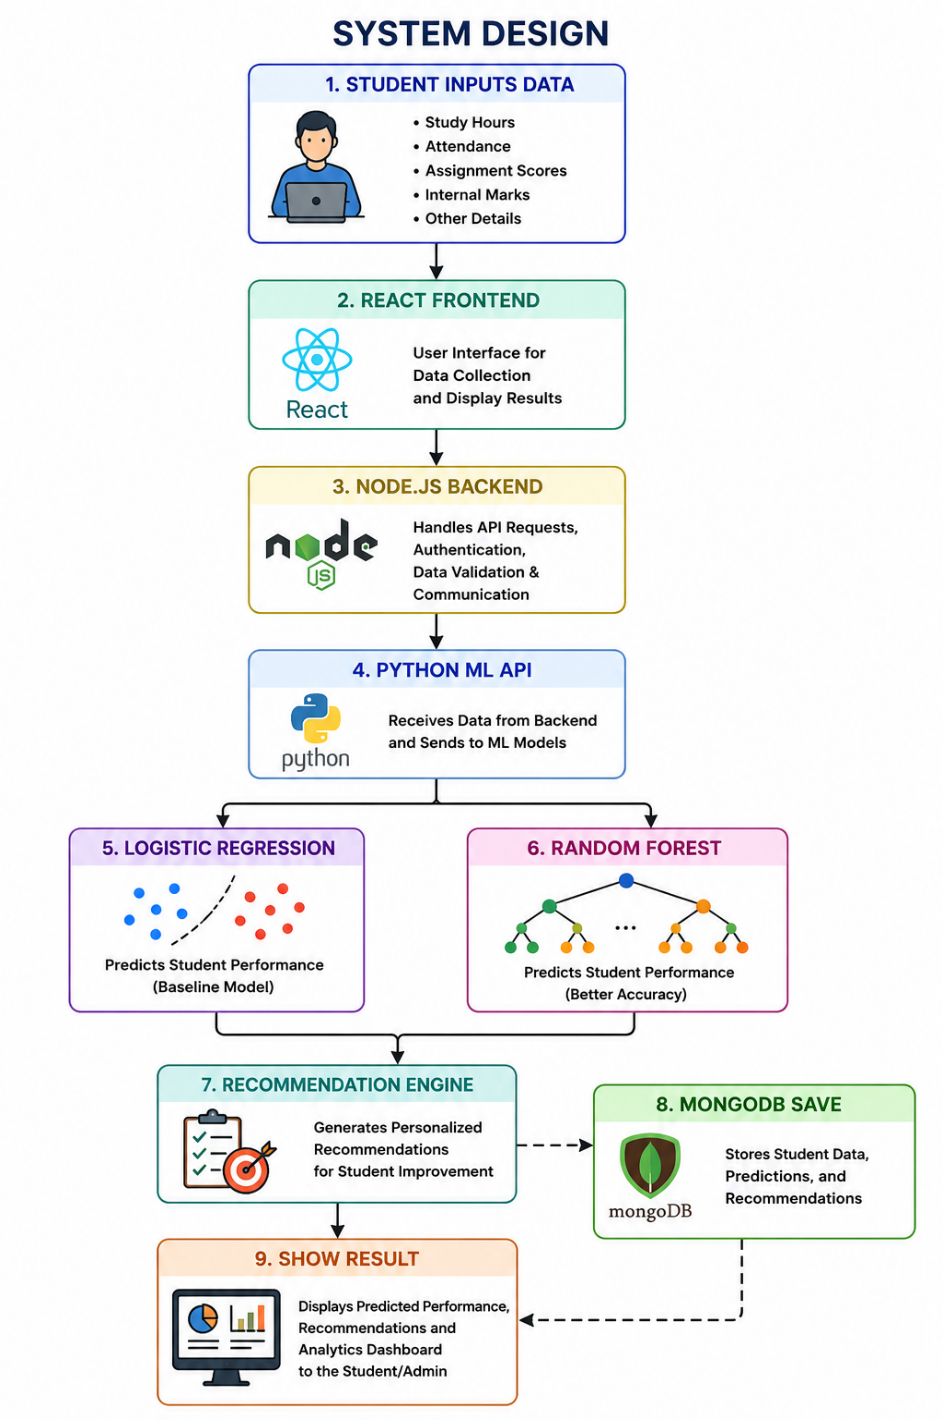 SYSTEM DESIGN
1. STUDENT INPUTS DATA
• Study Hours
• Attendance
• Assignment Scores
• Internal Marks
• Other Details
2. REACT FRONTEND
React
User Interface for
Data Collection
and Display Results
3. NODE.JS BACKEND
node
JS
Handles API Requests,
Authentication,
Data Validation &
Communication
4. PYTHON ML API
python
Receives Data from Backend
and Sends to ML Models
5. LOGISTIC REGRESSION
Predicts Student Performance
(Baseline Model)
6. RANDOM FOREST
...
Predicts Student Performance
(Better Accuracy)
7. RECOMMENDATION ENGINE
Generates Personalized
Recommendations
for Student Improvement
8. MONGODB SAVE
mongoDB
Stores Student Data,
Predictions, and
Recommendations
9. SHOW RESULT
Displays Predicted Performance,
Recommendations and
Analytics Dashboard
to the Student/Admin